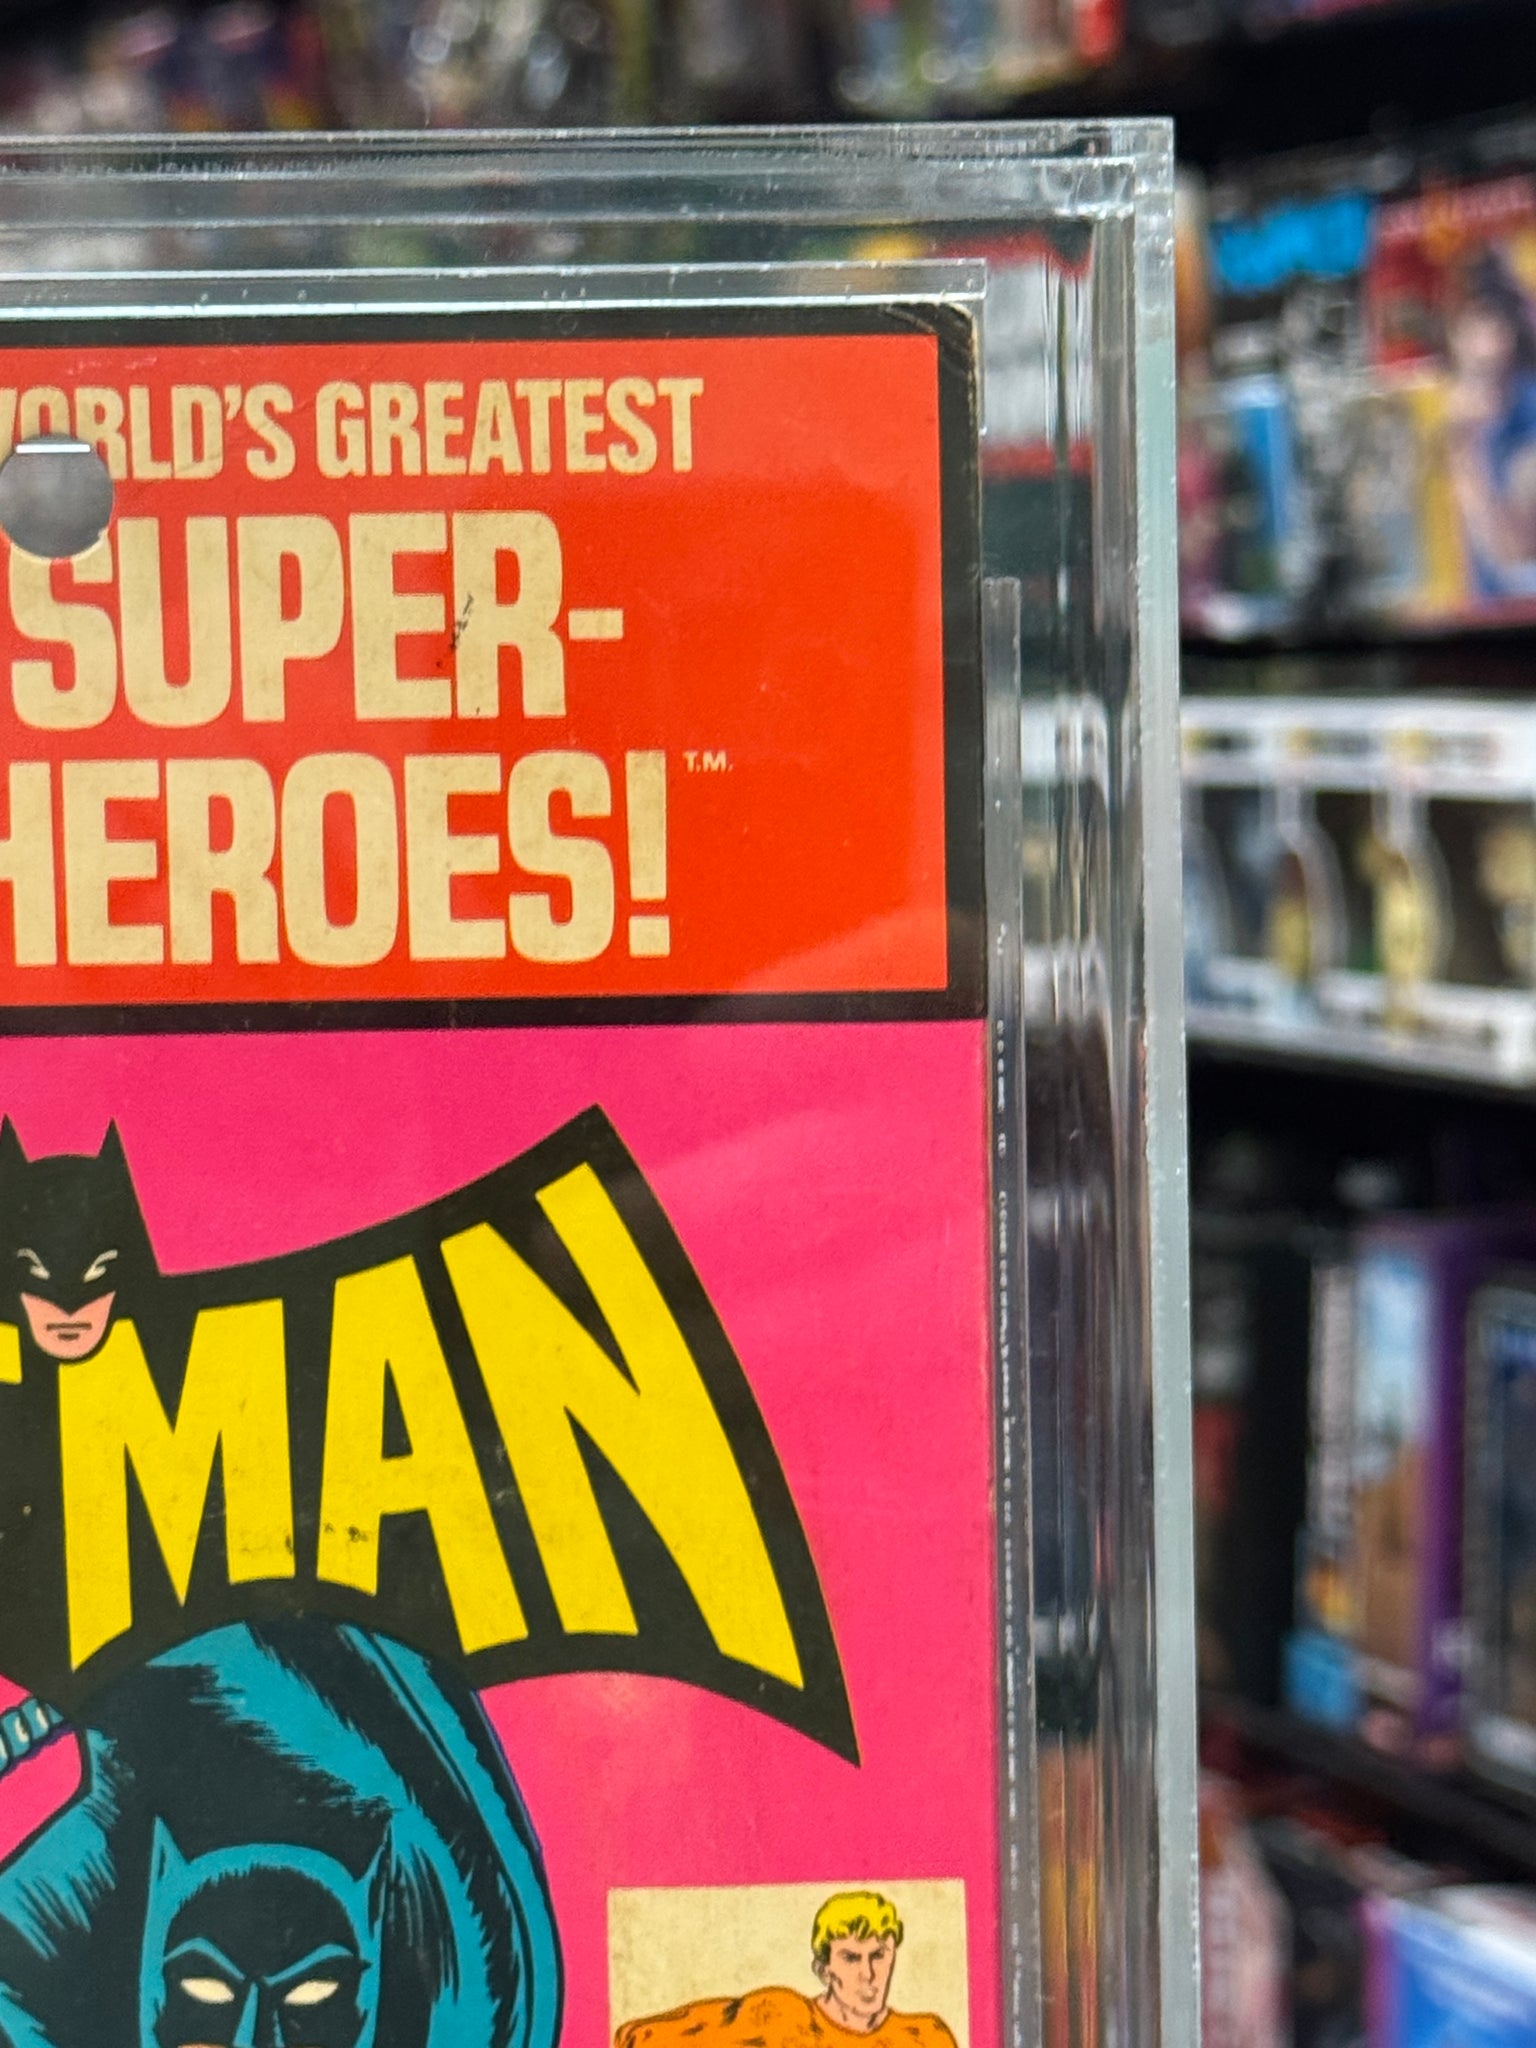 WORLD'S GREATEST
SUPER-
HEROES! T.M.
MAN